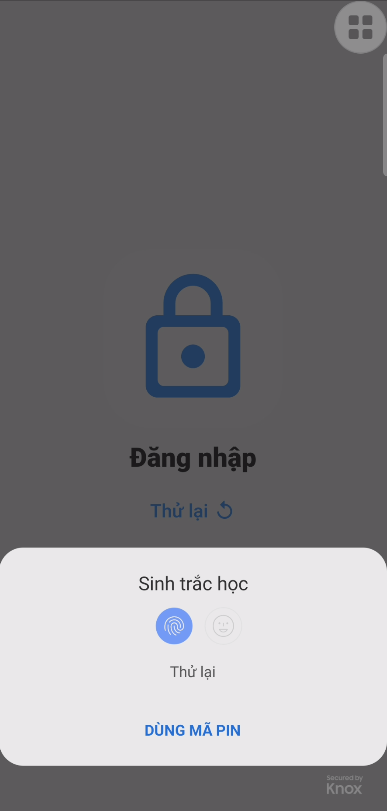 Đăng nhập
Thử lại
Sinh trắc học
Thử lại
DÙNG MÃ PIN
Secured by
Knox